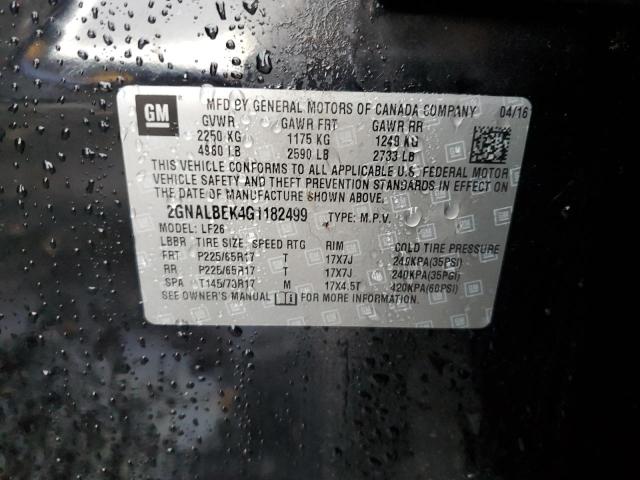 GM MFD BY GENERAL MOTORS OF CANADA COMPANY 04/16
GVWR GAWR FRT GAWR RR
2250 KG 1175 KG 1240 KG
4960 LB 2590 LB 2733 LB
THIS VEHICLE CONFORMS TO ALL APPLICABLE U.S. FEDERAL MOTOR
VEHICLE SAFETY AND THEFT PREVENTION STANDARDS IN EFFECT ON
THE DATE OF MANUFACTURE SHOWN ABOVE.
2GNALBEK4G1182499 TYPE: M.P.V.
MODEL: LF26
LBBR TIRE SIZE SPEED RTG RIM COLD TIRE PRESSURE
FRT P225/65R17 T 17X7J 240KPA(35PSI)
RR P225/65R17 T 17X7J 240KPA(35PSI)
SPA T145/70R17 M 17X4.5T 420KPA(60PSI)
SEE OWNER'S MANUAL FOR MORE INFORMATION.